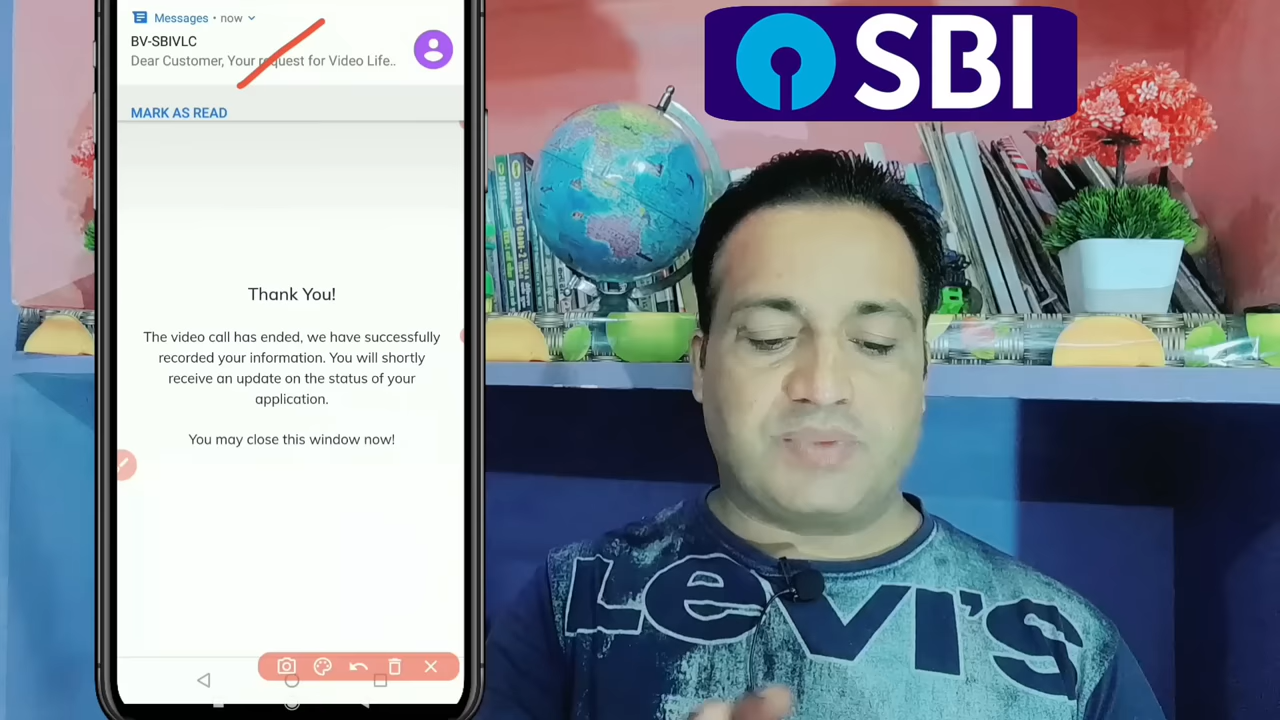 Messages • now
BV-SBIVLC
Dear Customer, Your request for Video Life..
MARK AS READ
Thank You!
The video call has ended, we have successfully
recorded your information. You will shortly
receive an update on the status of your
application.
You may close this window now!
SBI
LEVI'S